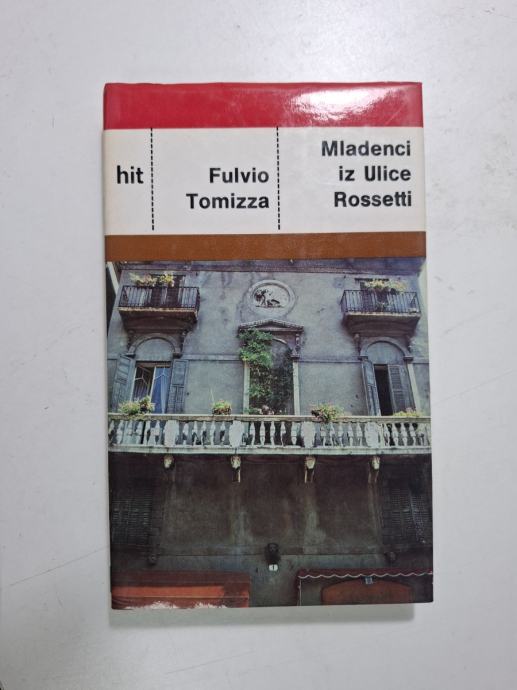 hit
Fulvio
Tomizza
Mladenci
iz Ulice
Rossetti